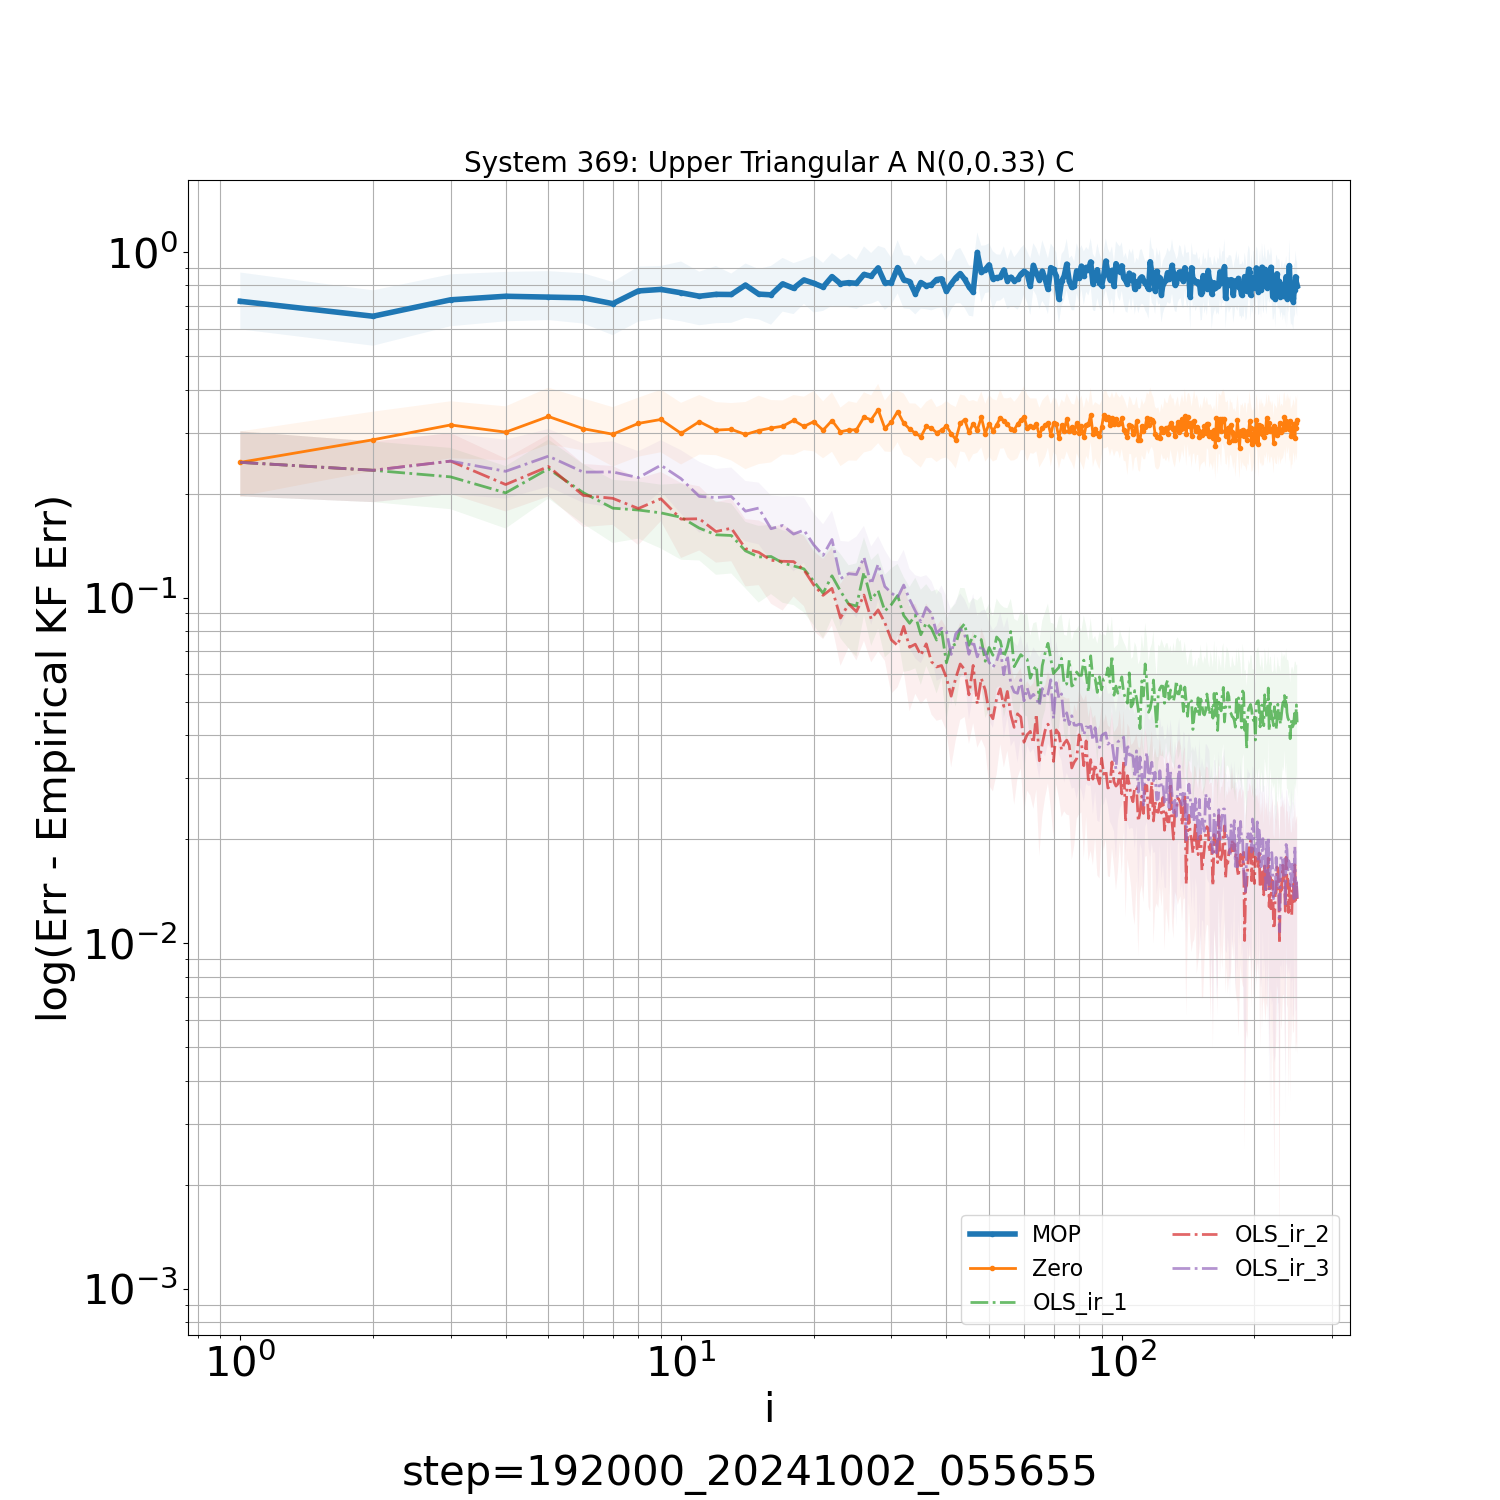 System 369: Upper Triangular A N(0,0.33) C
log(Err - Empirical KF Err)
10⁰
10⁻¹
10⁻²
10⁻³
MOP
Zero
OLS_ir_1
OLS_ir_2
OLS_ir_3
10⁰ 10¹ 10²
i
step=192000_20241002_055655